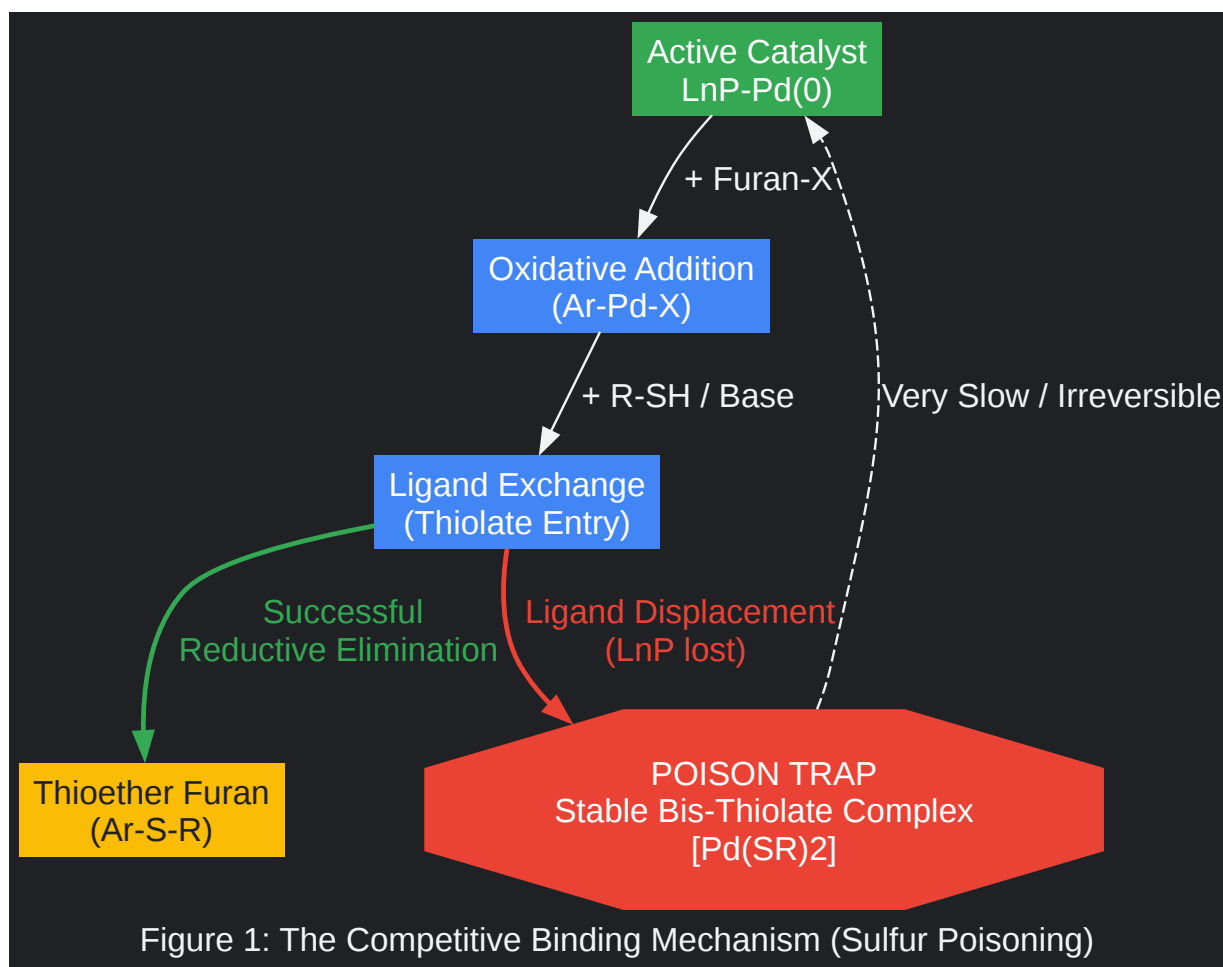 Active Catalyst
LnP-Pd(0)
+ Furan-X
Oxidative Addition
(Ar-Pd-X)
+ R-SH / Base
Very Slow / Irreversible
Ligand Exchange
(Thiolate Entry)
Successful
Reductive Elimination
Ligand Displacement
(LnP lost)
Thioether Furan
(Ar-S-R)
POISON TRAP
Stable Bis-Thiolate Complex
[Pd(SR)2]
Figure 1: The Competitive Binding Mechanism (Sulfur Poisoning)